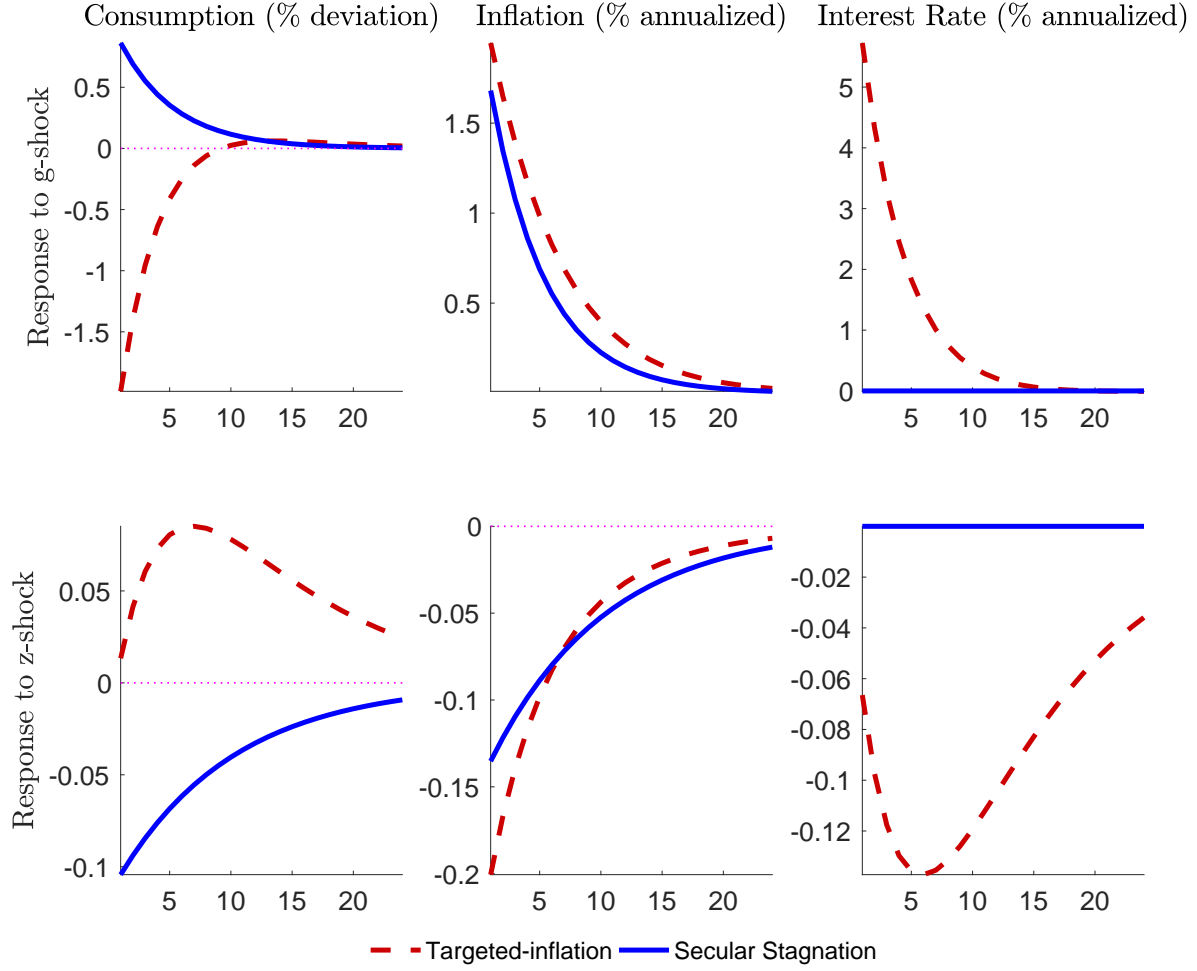 Consumption (% deviation)
Inflation (% annualized)
Interest Rate (% annualized)
Response to g-shock
0.5
0
-0.5
-1
-1.5
5 10 15 20
1.5
1
0.5
5 10 15 20
5
4
3
2
1
0
5 10 15 20
Response to z-shock
0.05
0
-0.05
-0.1
5 10 15 20
0
-0.05
-0.1
-0.15
-0.2
5 10 15 20
-0.02
-0.04
-0.06
-0.08
-0.1
-0.12
5 10 15 20
Targeted-inflation Secular Stagnation